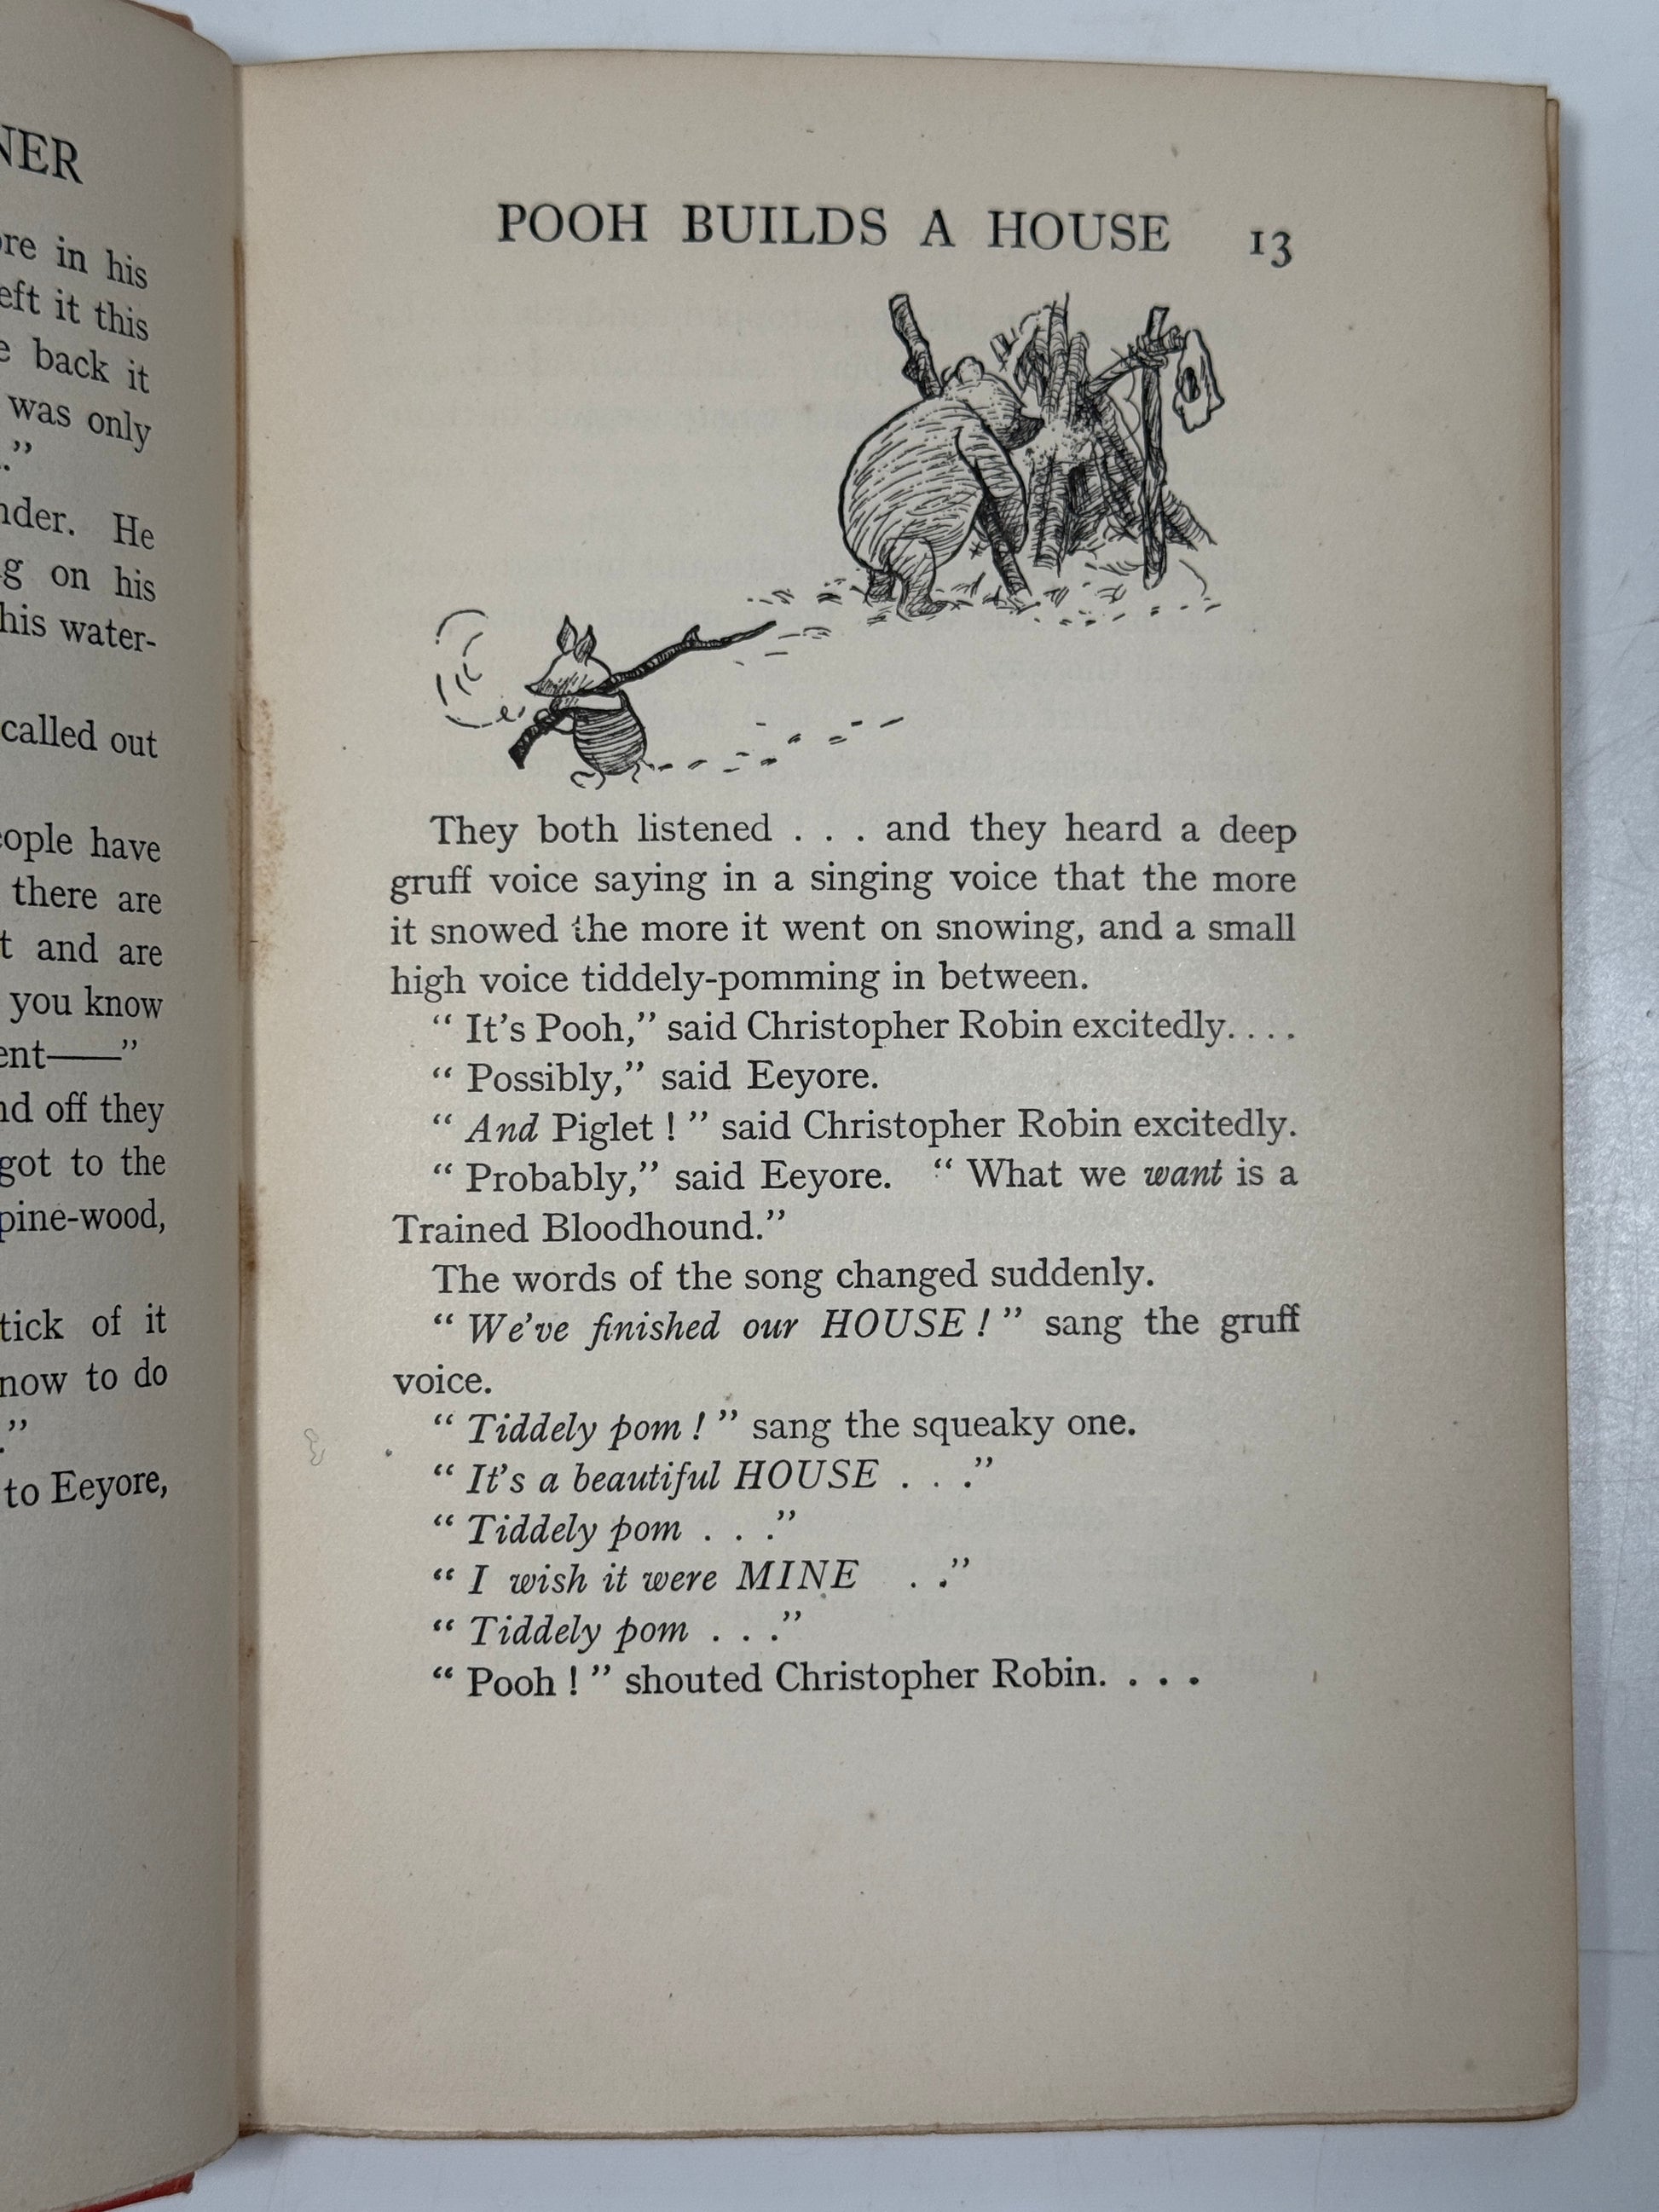 NER
re in his
eft it this
back it
was only
.”
nder. He
g on his
his water-
called out
eople have
there are
t and are
you know
ent——”
nd off they
got to the
pine-wood,
tick of it
now to do
.”
to Eeyore,
POOH BUILDS A HOUSE 13
They both listened . . . and they heard a deep
gruff voice saying in a singing voice that the more
it snowed the more it went on snowing, and a small
high voice tiddely-pomming in between.
“ It’s Pooh,” said Christopher Robin excitedly. . . .
“ Possibly,” said Eeyore.
“ And Piglet ! ” said Christopher Robin excitedly.
“ Probably,” said Eeyore. “ What we want is a
Trained Bloodhound.”
The words of the song changed suddenly.
“ We’ve finished our HOUSE ! ” sang the gruff
voice.
“ Tiddely pom ! ” sang the squeaky one.
“ It’s a beautiful HOUSE . . .”
“ Tiddely pom . . .”
“ I wish it were MINE . .”
“ Tiddely pom . . .”
“ Pooh ! ” shouted Christopher Robin. . . .